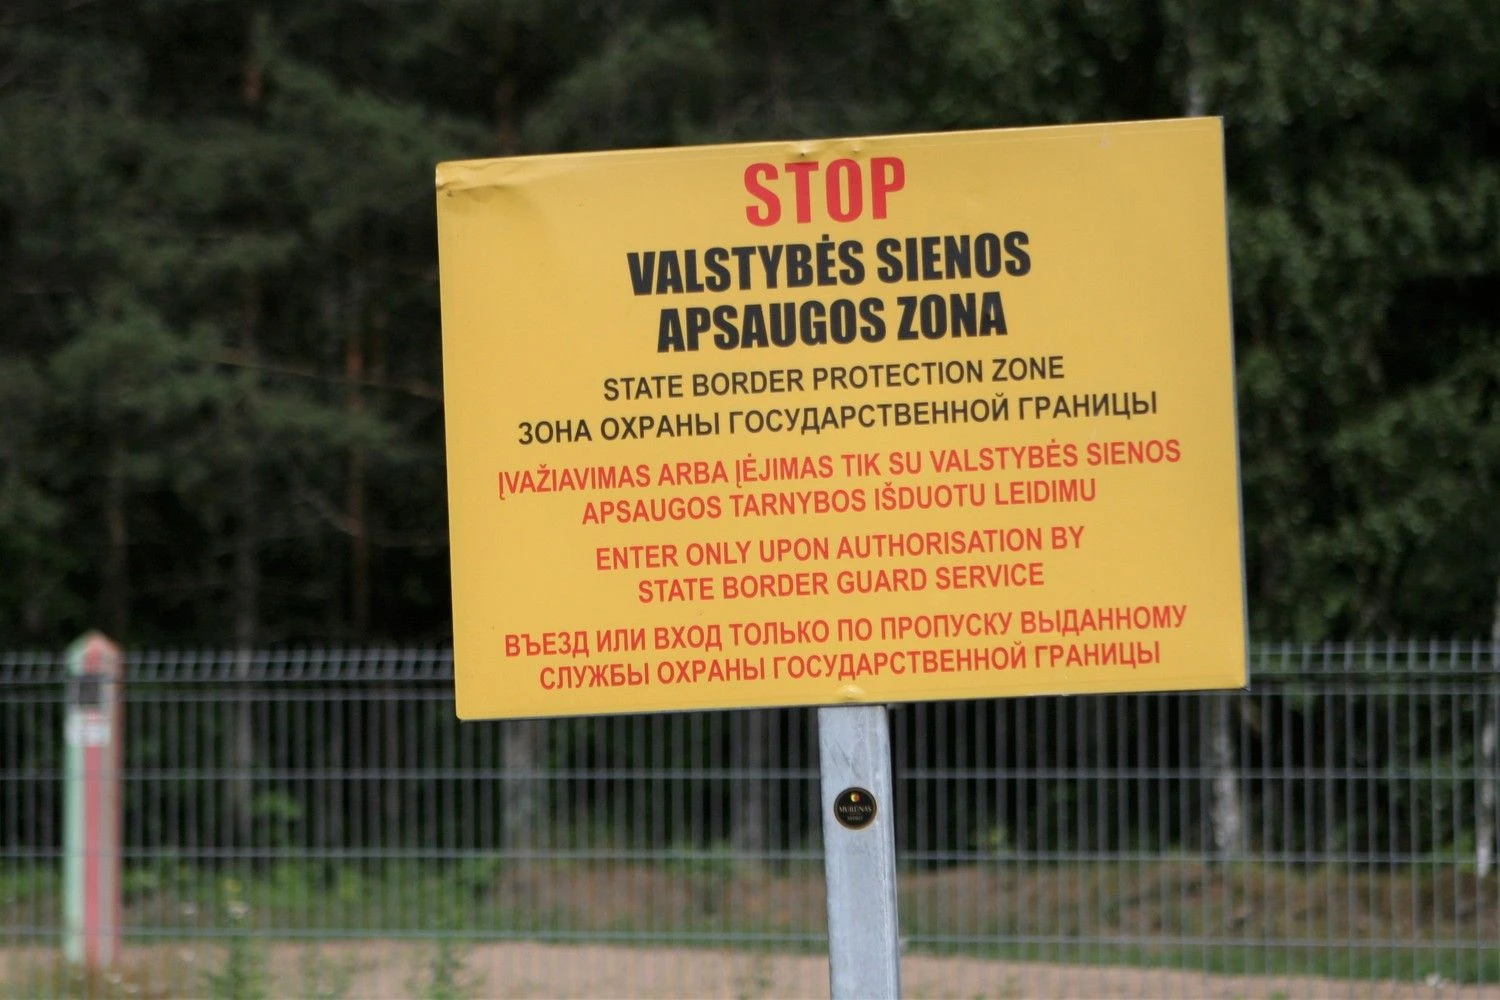 STOP
VALSTYBĖS SIENOS
APSAUGOS ZONA
STATE BORDER PROTECTION ZONE
ЗОНА ОХРАНЫ ГОСУДАРСТВЕННОЙ ГРАНИЦЫ
ĮVAŽIAVIMAS ARBA ĮĖJIMAS TIK SU VALSTYBĖS SIENOS
APSAUGOS TARNYBOS IŠDUOTU LEIDIMU
ENTER ONLY UPON AUTHORISATION BY
STATE BORDER GUARD SERVICE
ВЪЕЗД ИЛИ ВХОД ТОЛЬКО ПО ПРОПУСКУ ВЫДАННОМУ
СЛУЖБЫ ОХРАНЫ ГОСУДАРСТВЕННОЙ ГРАНИЦЫ